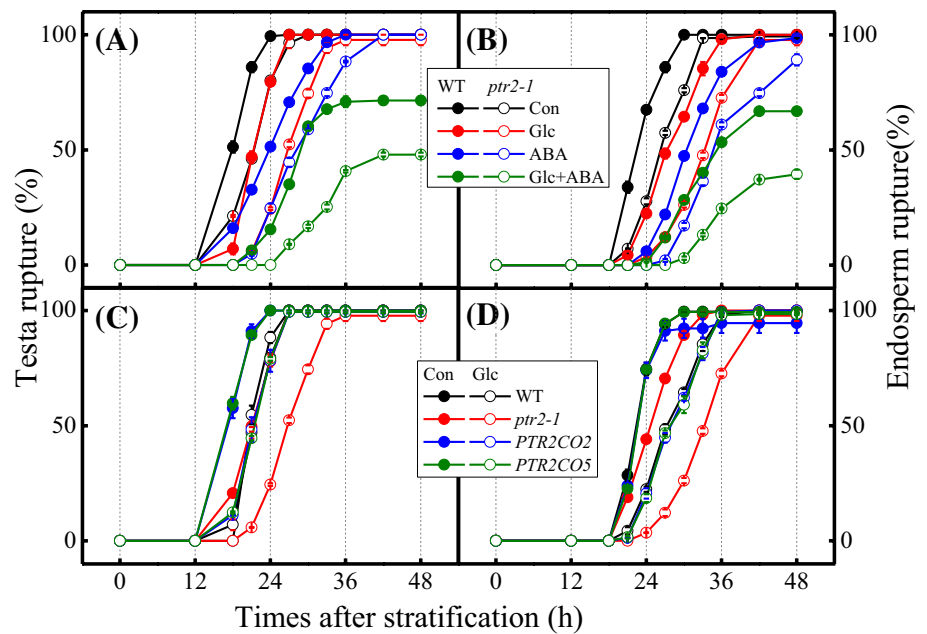 (A)
(B)
100
50
0
100
50
0
WT ptr2-1
Con
Glc
ABA
Glc+ABA
Testa rupture (%)
Endosperm rupture(%)
(C)
(D)
100
50
0
100
50
0
Con Glc
WT
ptr2-1
PTR2CO2
PTR2CO5
0 12 24 36 48
0 12 24 36 48
Times after stratification (h)